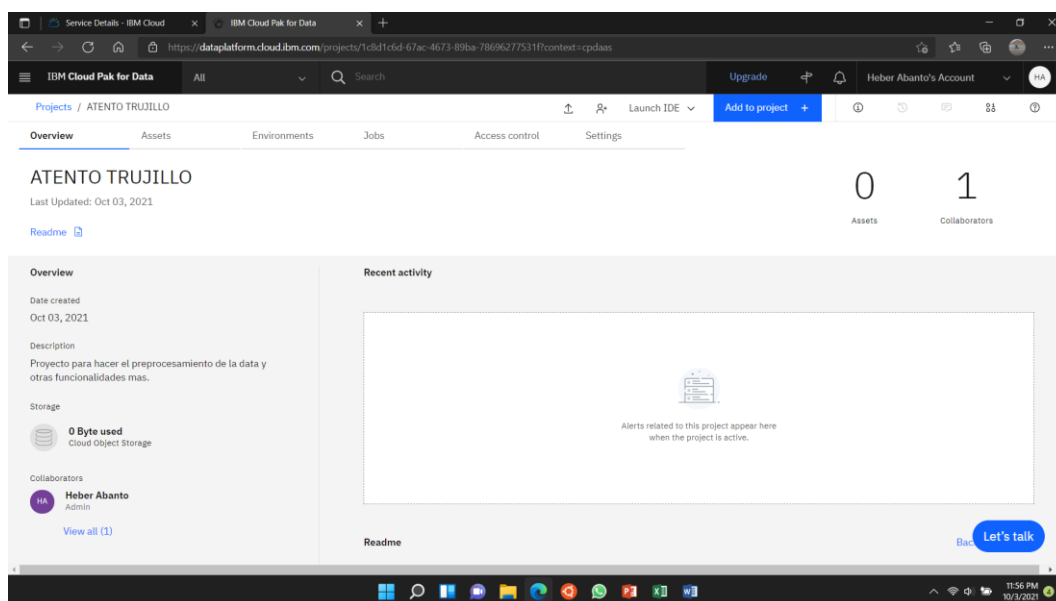 Service Details - IBM Cloud
IBM Cloud Pak for Data
https://dataplatform.cloud.ibm.com/projects/1c8d1c6d-67ac-4673-89ba-78696277531f?context=cpdaas
IBM Cloud Pak for Data
All
Search
Upgrade
Heber Abanto's Account
HA
Projects / ATENTO TRUJILLO
Launch IDE
Add to project +
Overview
Assets
Environments
Jobs
Access control
Settings
ATENTO TRUJILLO
Last Updated: Oct 03, 2021
Readme
0
Assets
1
Collaborators
Overview
Date created
Oct 03, 2021
Description
Proyecto para hacer el preprocesamiento de la data y
otras funcionalidades mas.
Storage
0 Byte used
Cloud Object Storage
Collaborators
HA
Heber Abanto
Admin
View all (1)
Recent activity
Alerts related to this project appear here
when the project is active.
Readme
Bac
Let's talk
11:56 PM
10/3/2021
4